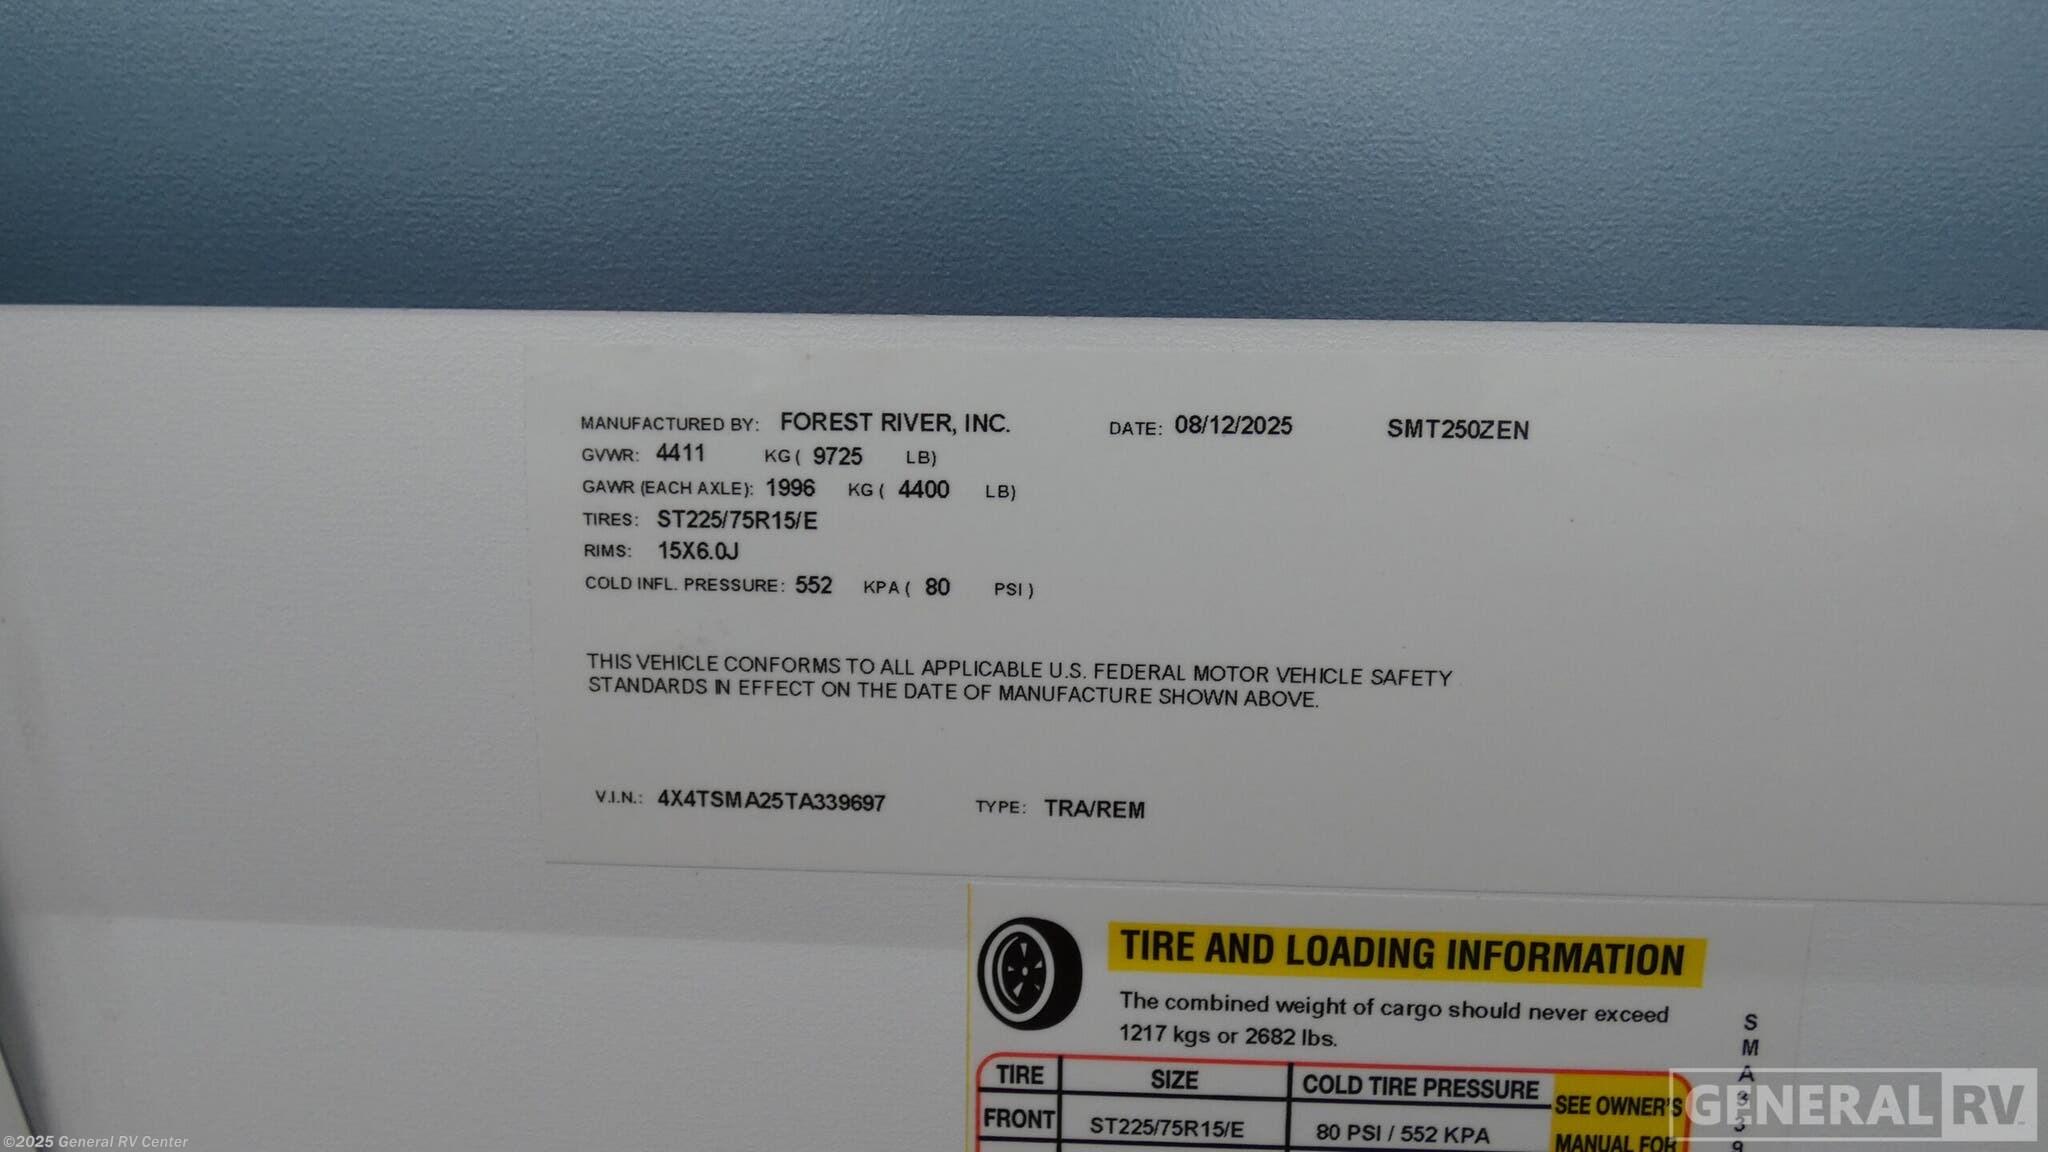 MANUFACTURED BY: FOREST RIVER, INC. DATE: 08/12/2025 SMT250ZEN
GVWR: 4411 KG ( 9725 LB)
GAWR (EACH AXLE): 1996 KG ( 4400 LB)
TIRES: ST225/75R15/E
RIMS: 15X6.0J
COLD INFL. PRESSURE: 552 KPA ( 80 PSI )
THIS VEHICLE CONFORMS TO ALL APPLICABLE U.S. FEDERAL MOTOR VEHICLE SAFETY
STANDARDS IN EFFECT ON THE DATE OF MANUFACTURE SHOWN ABOVE.
V.I.N.: 4X4TSMA25TA339697 TYPE: TRA/REM
TIRE AND LOADING INFORMATION
The combined weight of cargo should never exceed
1217 kgs or 2682 lbs.
TIRE SIZE COLD TIRE PRESSURE SEE OWNER'S
FRONT ST225/75R15/E 80 PSI / 552 KPA MANUAL FOR
SMA339
GENERAL RV
©2025 General RV Center